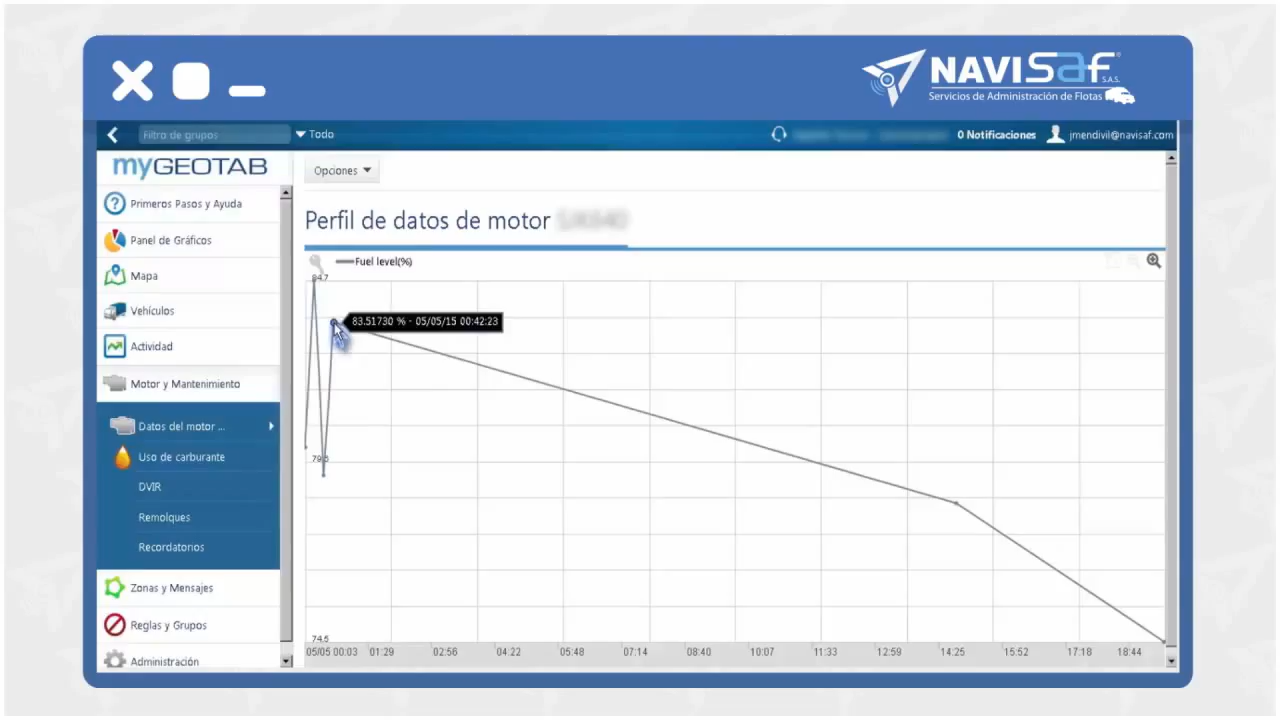 NAVISaf S.A.S.
Servicios de Administración de Flotas
Filtro de grupos
Todo
0 Notificaciones
jmendivil@navisaf.com
myGEOTAB
Opciones
Primeros Pasos y Ayuda
Perfil de datos de motor
Panel de Gráficos
Fuel level(%)
Mapa
84.7
Vehículos
83.51730 % - 05/05/15 00:42:23
Actividad
Motor y Mantenimiento
Datos del motor ...
Uso de carburante
DVIR
Remolques
Recordatorios
Zonas y Mensajes
Reglas y Grupos
74.5
05/05 00:03 01:29 02:56 04:22 05:48 07:14 08:40 10:07 11:33 12:59 14:25 15:52 17:18 18:44
Administración